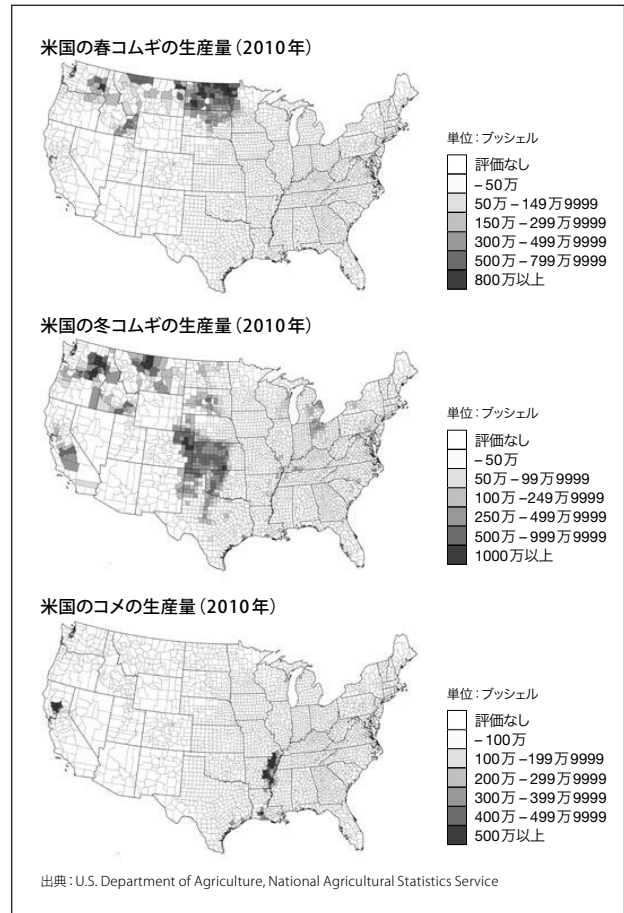 米国の春コムギの生産量（2010年）
単位：ブッシェル
評価なし
–50万
50万–149万9999
150万–299万9999
300万–499万9999
500万–799万9999
800万以上
米国の冬コムギの生産量（2010年）
単位：ブッシェル
評価なし
–50万
50万–99万9999
100万–249万9999
250万–499万9999
500万–999万9999
1000万以上
米国のコメの生産量（2010年）
単位：ブッシェル
評価なし
–100万
100万–199万9999
200万–299万9999
300万–399万9999
400万–499万9999
500万以上
出典：U.S. Department of Agriculture, National Agricultural Statistics Service